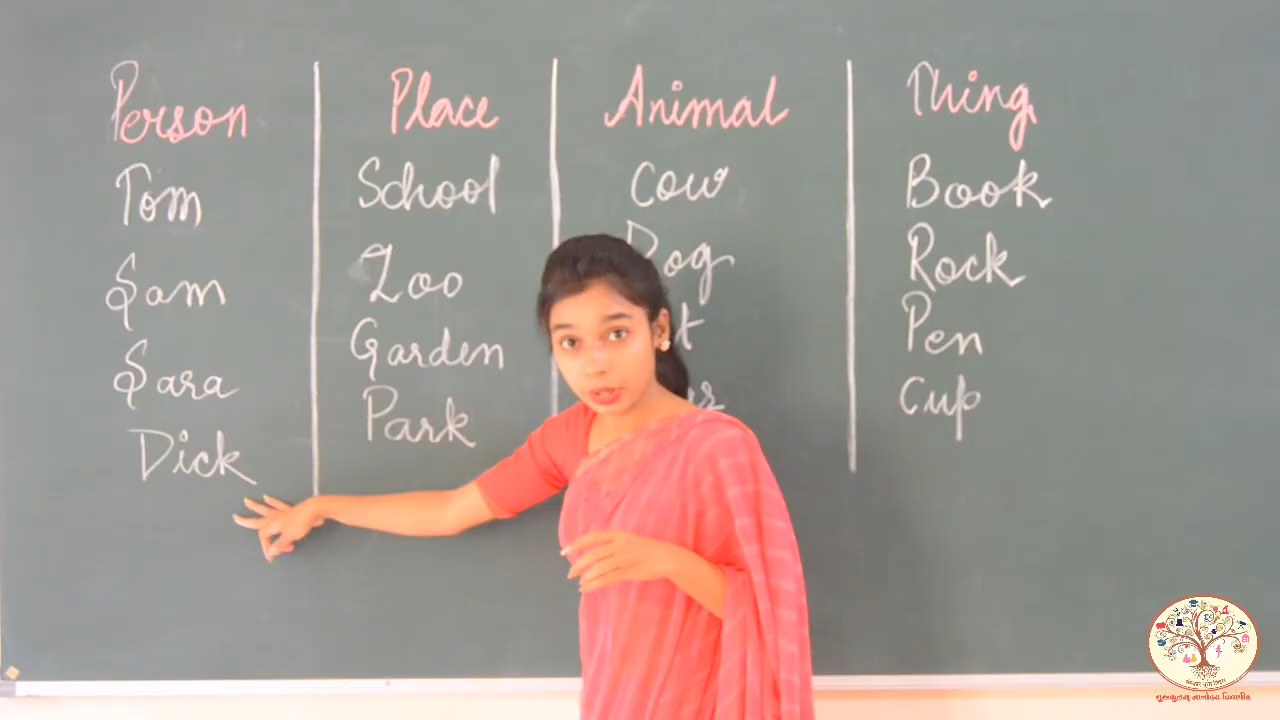 Person Place Animal Thing
Tom School Cow Book
Sam Zoo Dog Rock
Sara Garden Pen
Dick Park Cup